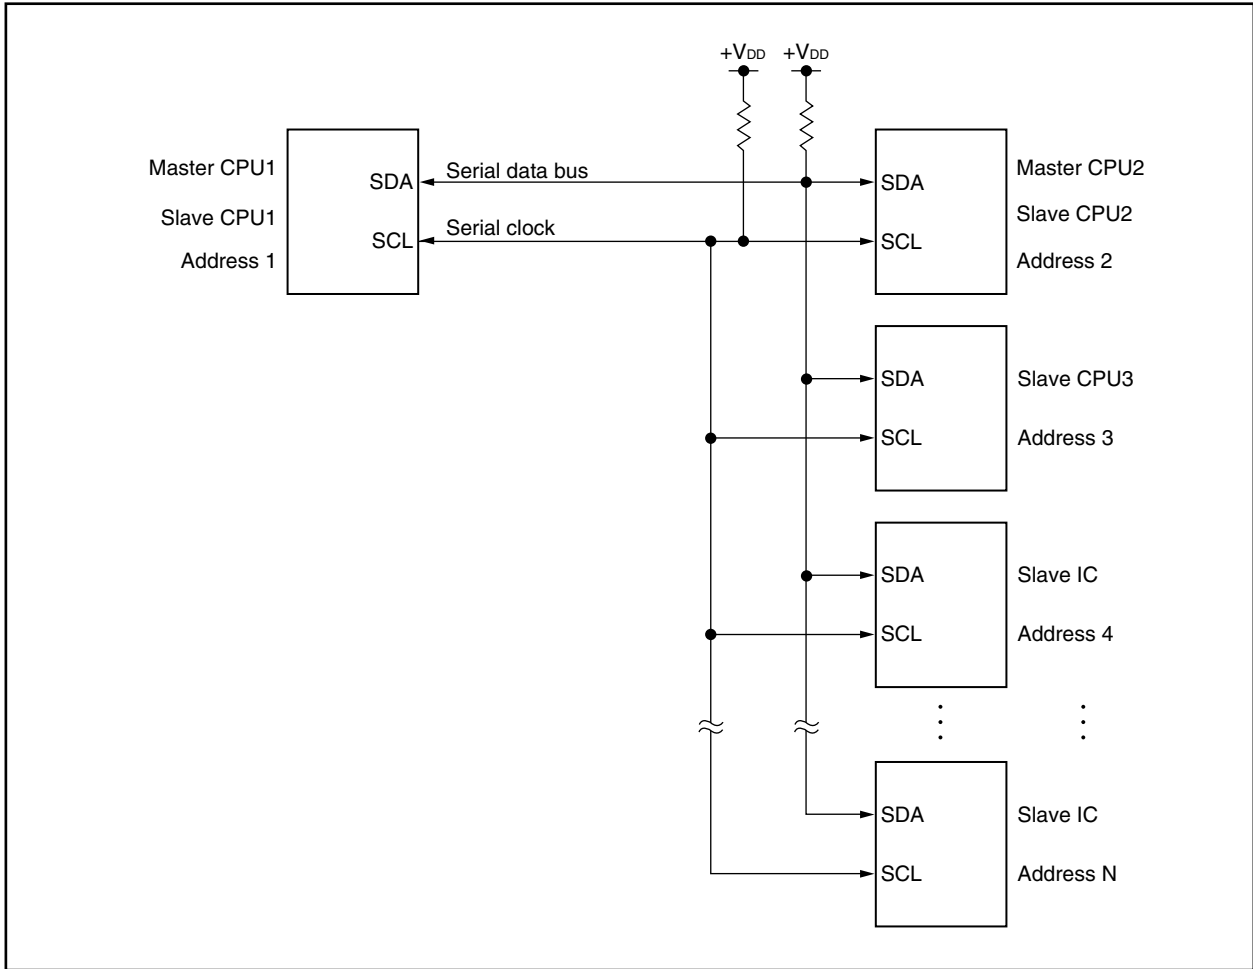 +VDD +VDD
Master CPU1
Slave CPU1
Address 1
SDA
SCL
Serial data bus
Serial clock
SDA
SCL
Master CPU2
Slave CPU2
Address 2
SDA
SCL
Slave CPU3
Address 3
SDA
SCL
Slave IC
Address 4
SDA
SCL
Slave IC
Address N